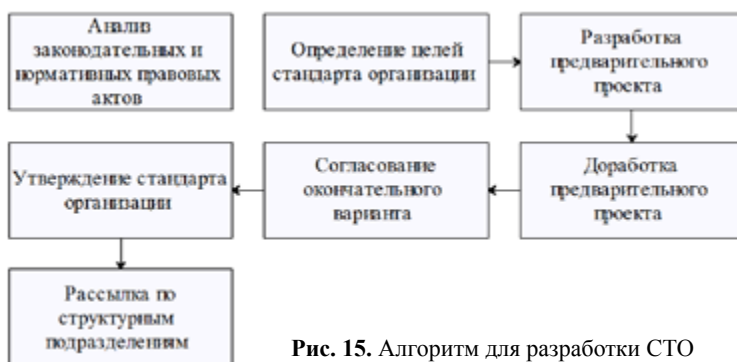 Анализ
законодательных и
нормативных правовых
актов
Определение целей
стандарта организации
Разработка
предварительного
проекта
Доработка
предварительного
проекта
Согласование
окончательного
варианта
Утверждение стандарта
организации
Рассылка по
структурным
подразделениям
Рис. 15. Алгоритм для разработки СТО